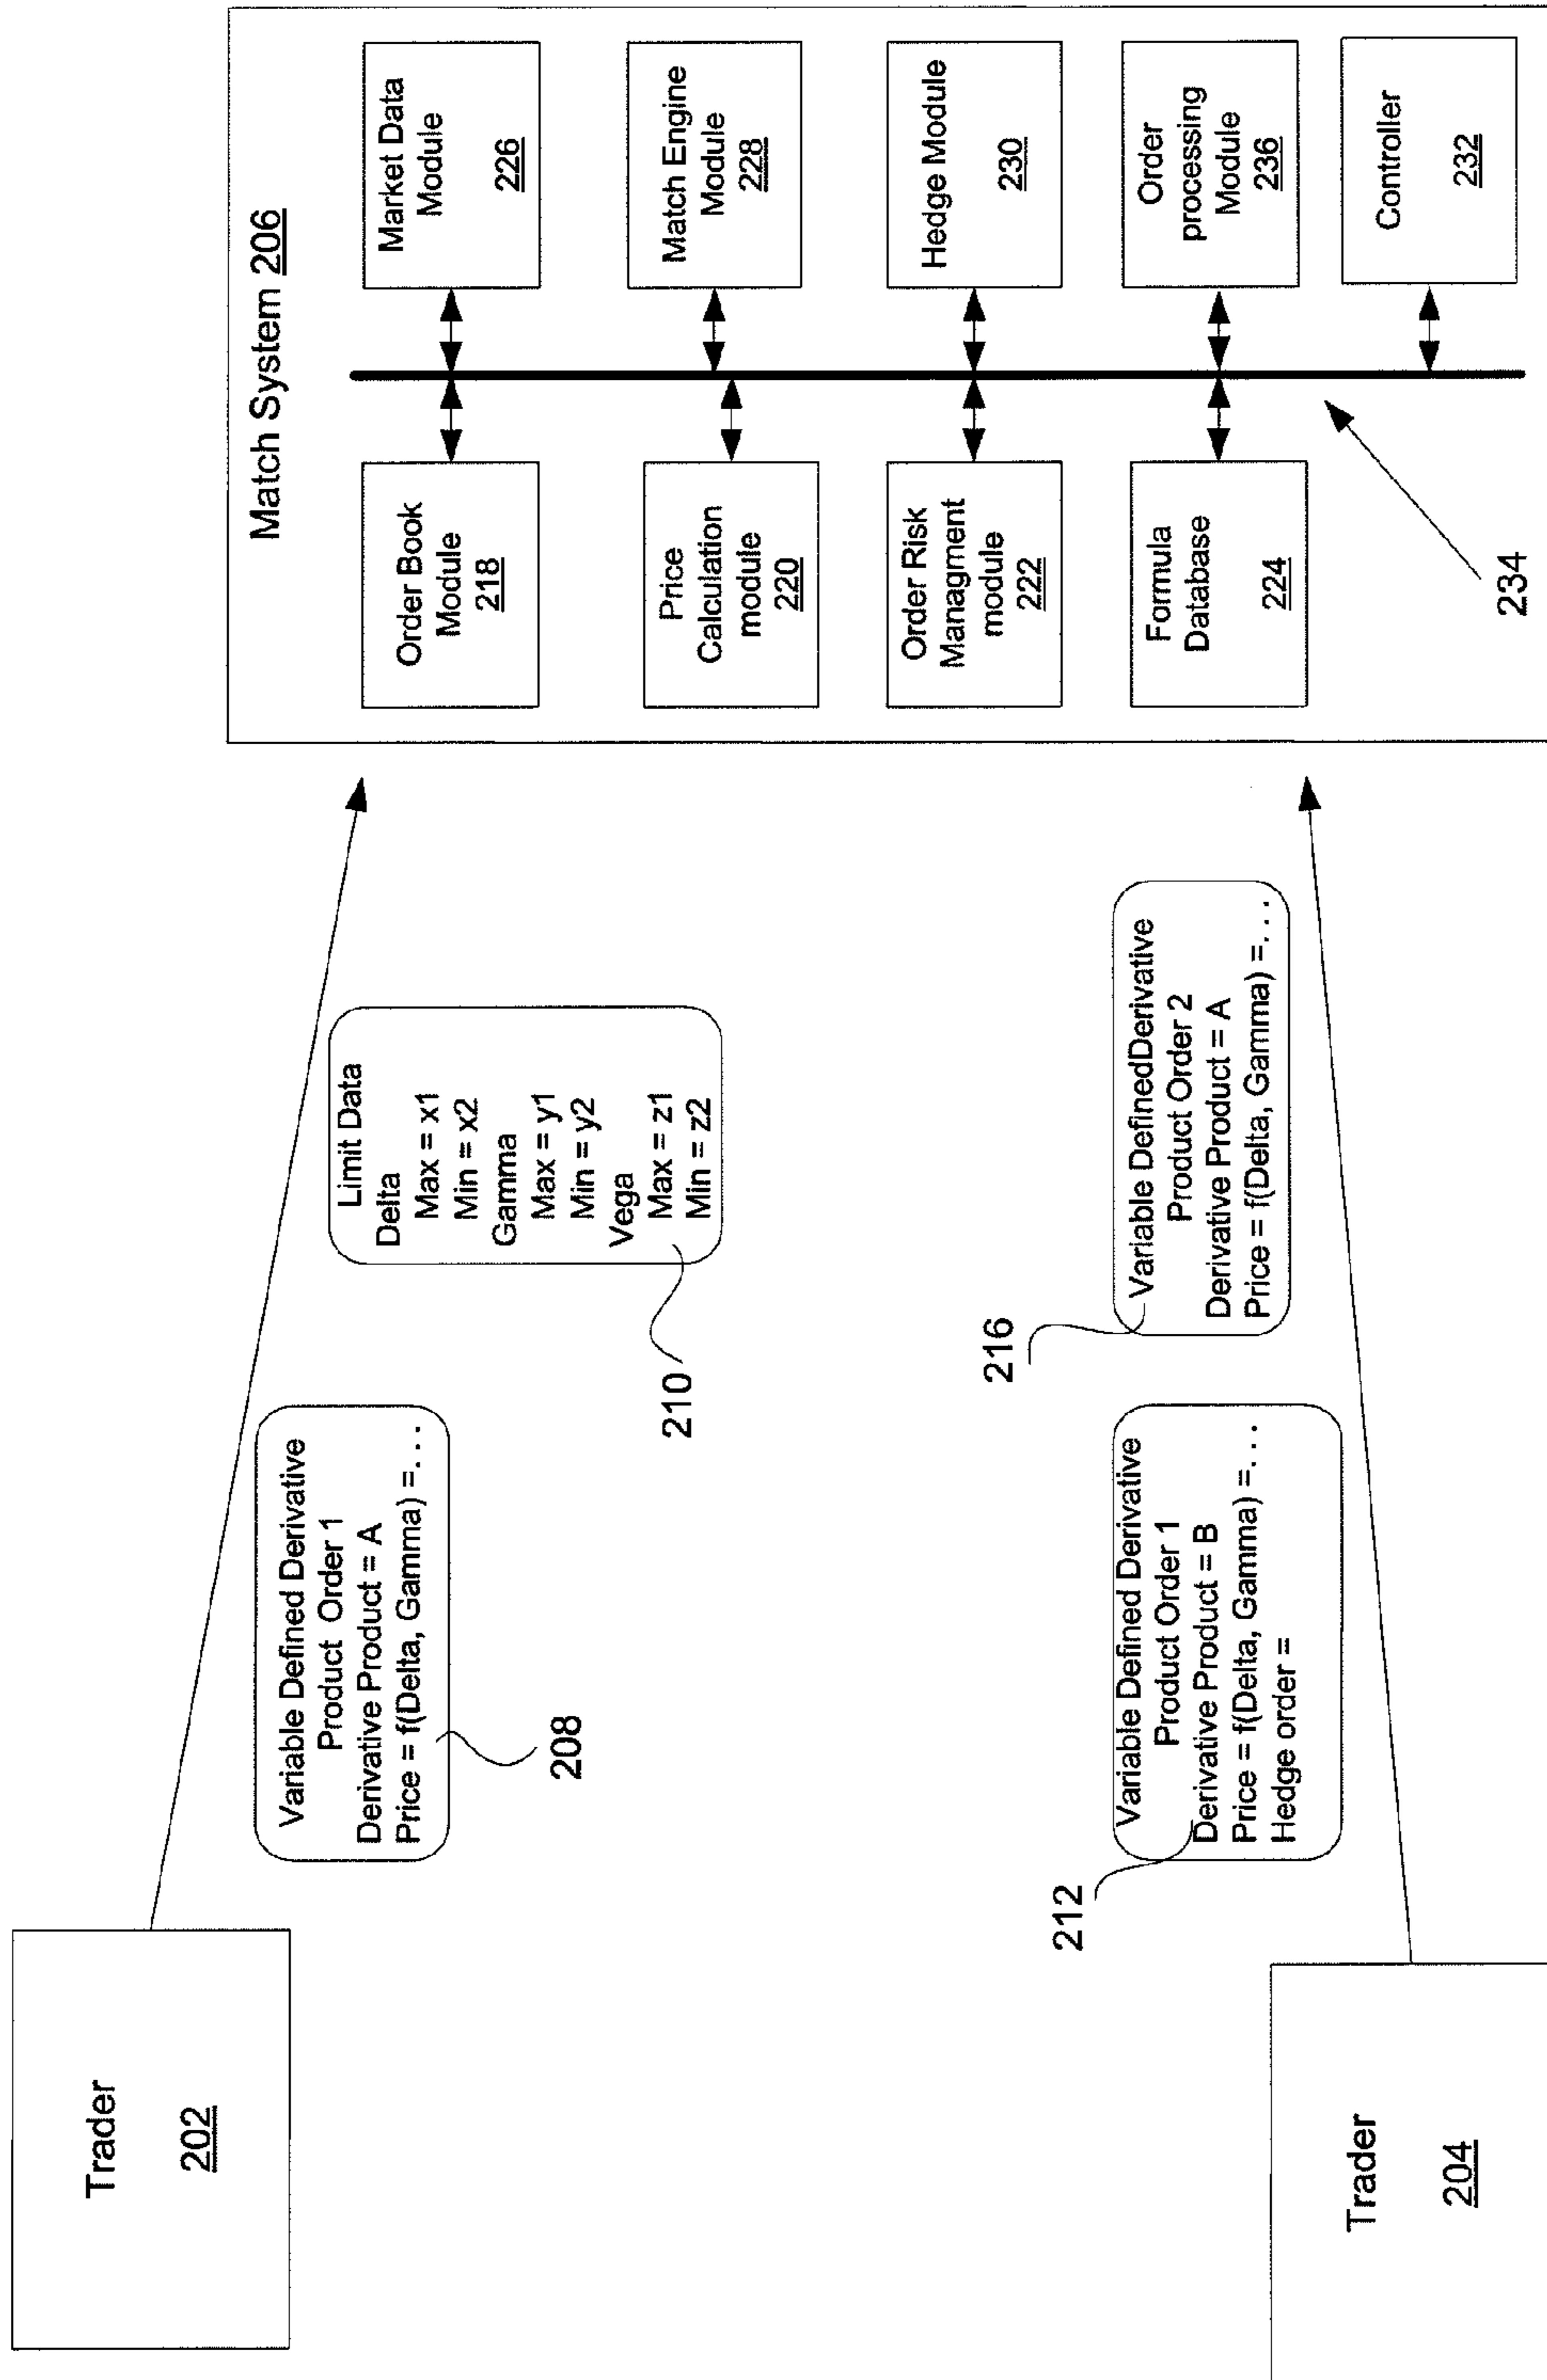 Trader
202
Variable Defined Derivative
Product Order 1
Derivative Product = A
Price = f(Delta, Gamma) =. . .
208
Limit Data
Delta
Max = x1
Min = x2
Gamma
Max = y1
Min = y2
Vega
Max = z1
Min = z2
210
Trader
204
Variable Defined Derivative
Product Order 1
Derivative Product = B
Price = f(Delta, Gamma) =. . .
Hedge order =
212
Variable DefinedDerivative
Product Order 2
Derivative Product = A
Price = f(Delta, Gamma) =. . .
216
Match System 206
Order Book
Module
218
Price
Calculation
module
220
Order Risk
Managment
module
222
Formula
Database
224
Market Data
Module
226
Match Engine
Module
228
Hedge Module
230
Order
processing
Module
236
Controller
232
234